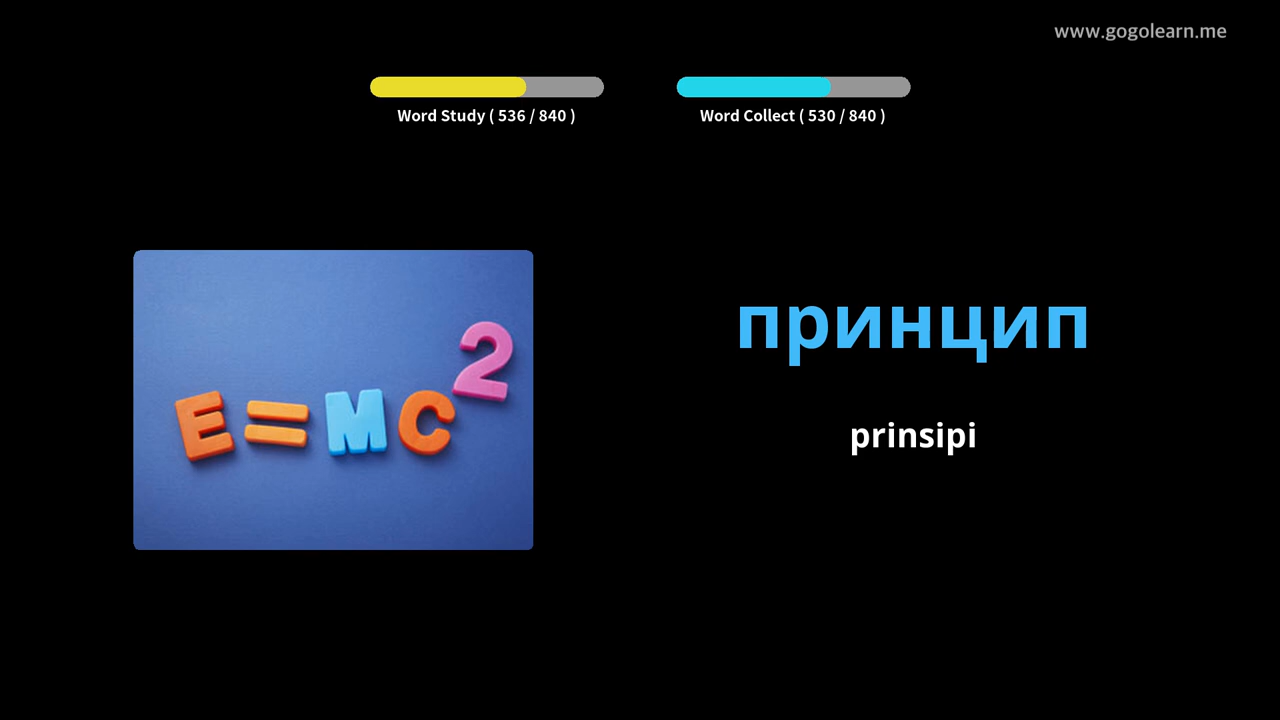 www.gogolearn.me
Word Study ( 536 / 840 )
Word Collect ( 530 / 840 )
E=MC2
принцип
prinsipi